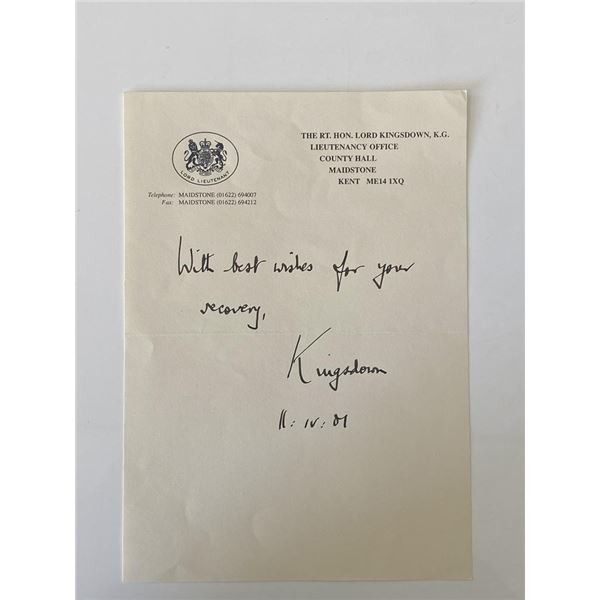 THE RT. HON. LORD KINGSDOWN, K.G.
LIEUTENANCY OFFICE
COUNTY HALL
MAIDSTONE
KENT ME14 1XQ
LORD LIEUTENANT
Telephone: MAIDSTONE (01622) 694007
Fax: MAIDSTONE (01622) 694212
With best wishes for your
recovery,
Kingsdown
11: IV: 01